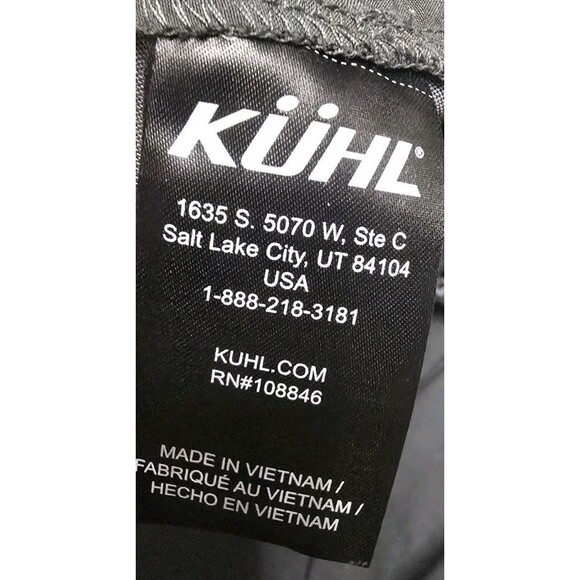 KÜHL®
1635 S. 5070 W, Ste C
Salt Lake City, UT 84104
USA
1-888-218-3181
KUHL.COM
RN#108846
MADE IN VIETNAM /
FABRIQUÉ AU VIETNAM /
HECHO EN VIETNAM